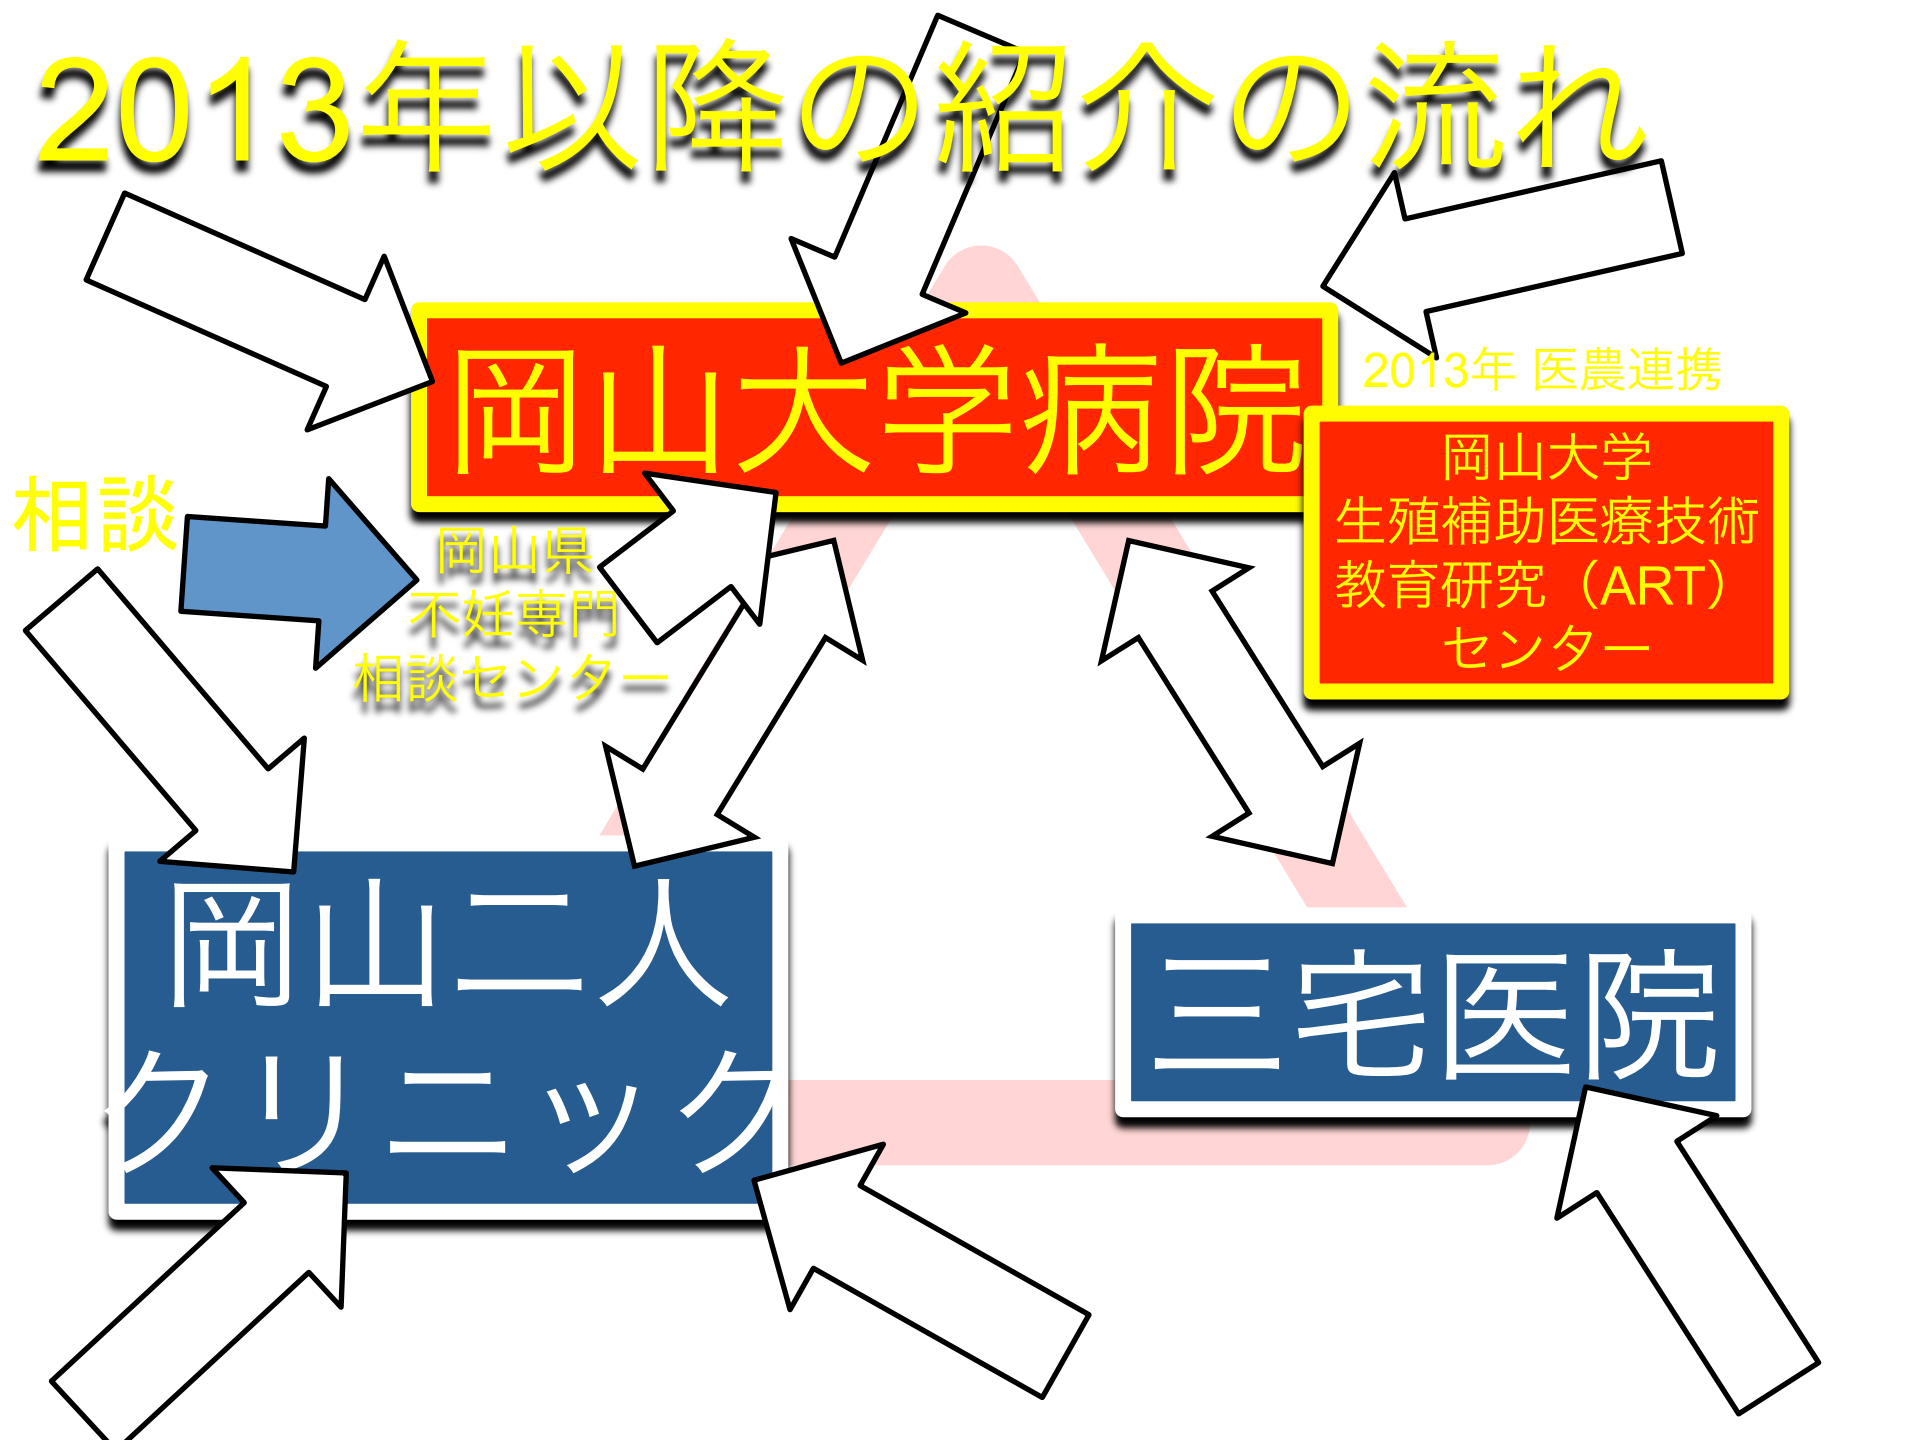 2013年以降の紹介の流れ
岡山大学病院
2013年 医農連携
岡山大学
生殖補助医療技術
教育研究（ART）
センター
相談
岡山県
不妊専門
相談センター
岡山二人
クリニック
三宅医院